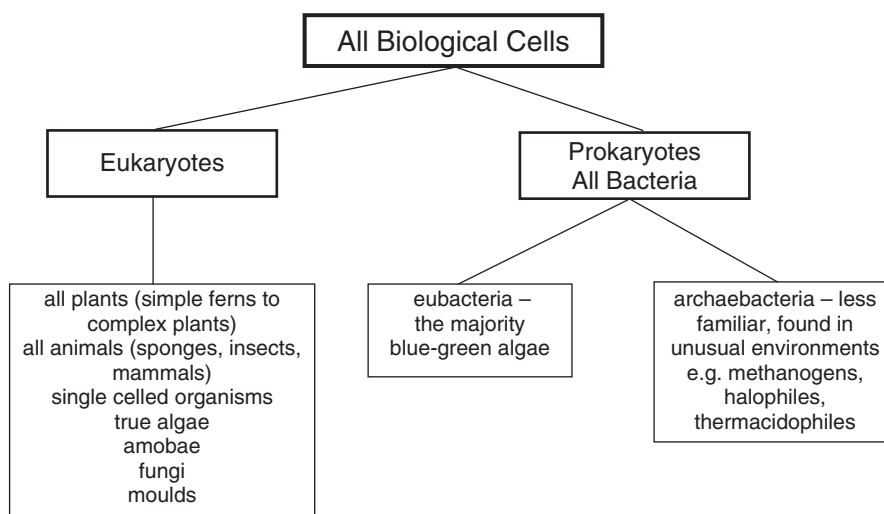 All Biological Cells
Eukaryotes
Prokaryotes
All Bacteria
all plants (simple ferns to
complex plants)
all animals (sponges, insects,
mammals)
single celled organisms
true algae
amobae
fungi
moulds
eubacteria –
the majority
blue-green algae
archaebacteria – less
familiar, found in
unusual environments
e.g. methanogens,
halophiles,
thermacidophiles